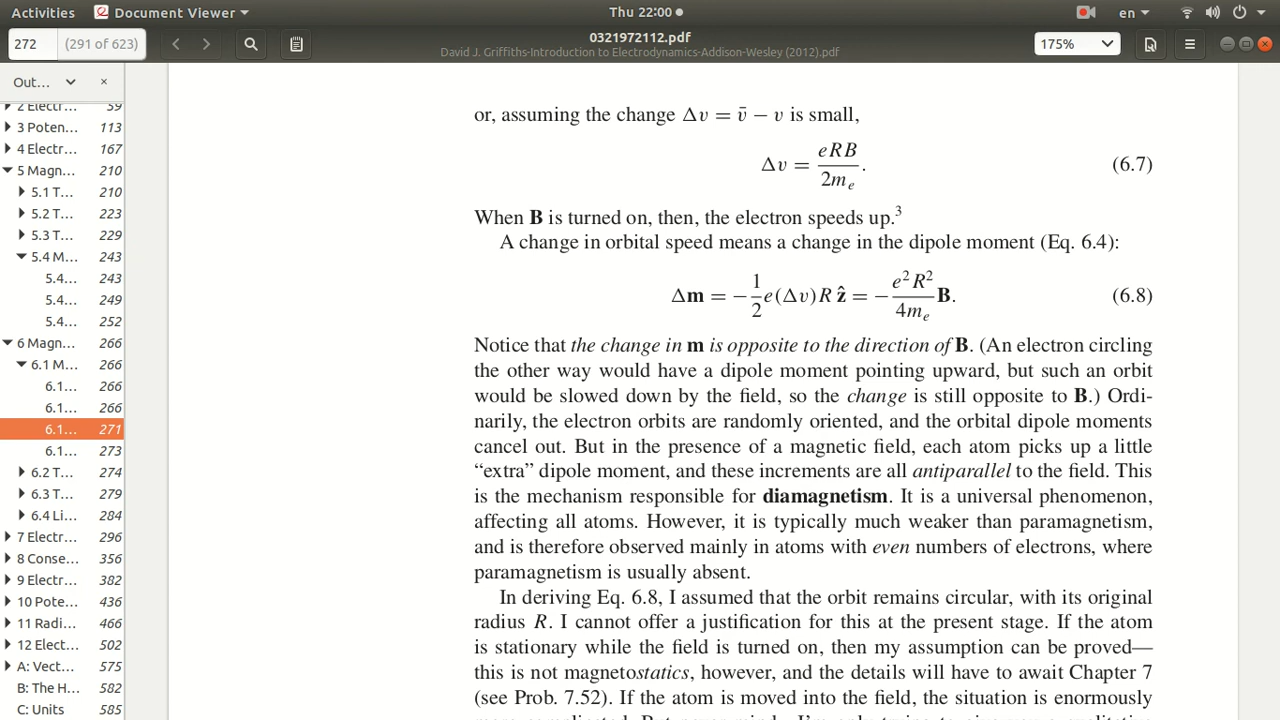 Activities
Document Viewer
Thu 22:00
en
272
(291 of 623)
0321972112.pdf
David J. Griffiths-Introduction to Electrodynamics-Addison-Wesley (2012).pdf
175%
Out...
2 Electr... 59
3 Poten... 113
4 Electr... 167
5 Magn... 210
5.1 T... 210
5.2 T... 223
5.3 T... 229
5.4 M... 243
5.4... 243
5.4... 249
5.4... 252
6 Magn... 266
6.1 M... 266
6.1... 266
6.1... 266
6.1... 271
6.1... 273
6.2 T... 274
6.3 T... 279
6.4 Li... 284
7 Electr... 296
8 Conse... 356
9 Electr... 382
10 Pote... 436
11 Radi... 466
12 Elect... 502
A: Vect... 575
B: The H... 582
C: Units 585
or, assuming the change Δv = v̄ − v is small,
Δv = eRB / 2mₑ. (6.7)
When B is turned on, then, the electron speeds up.³
A change in orbital speed means a change in the dipole moment (Eq. 6.4):
Δm = −1/2 e(Δv)R ẑ = −e²R²/4mₑ B. (6.8)
Notice that the change in m is opposite to the direction of B. (An electron circling
the other way would have a dipole moment pointing upward, but such an orbit
would be slowed down by the field, so the change is still opposite to B.) Ordi-
narily, the electron orbits are randomly oriented, and the orbital dipole moments
cancel out. But in the presence of a magnetic field, each atom picks up a little
“extra” dipole moment, and these increments are all antiparallel to the field. This
is the mechanism responsible for diamagnetism. It is a universal phenomenon,
affecting all atoms. However, it is typically much weaker than paramagnetism,
and is therefore observed mainly in atoms with even numbers of electrons, where
paramagnetism is usually absent.
In deriving Eq. 6.8, I assumed that the orbit remains circular, with its original
radius R. I cannot offer a justification for this at the present stage. If the atom
is stationary while the field is turned on, then my assumption can be proved—
this is not magnetostatics, however, and the details will have to await Chapter 7
(see Prob. 7.52). If the atom is moved into the field, the situation is enormously